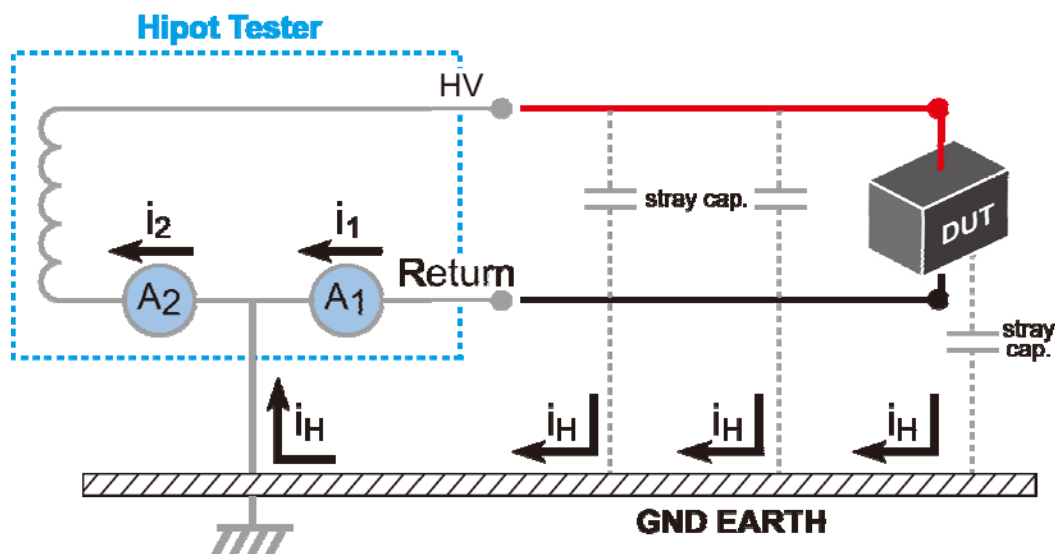 Hipot Tester
HV
stray cap.
DUT
i2
i1
Return
A2
A1
stray
cap.
iH
iH
iH
iH
GND EARTH